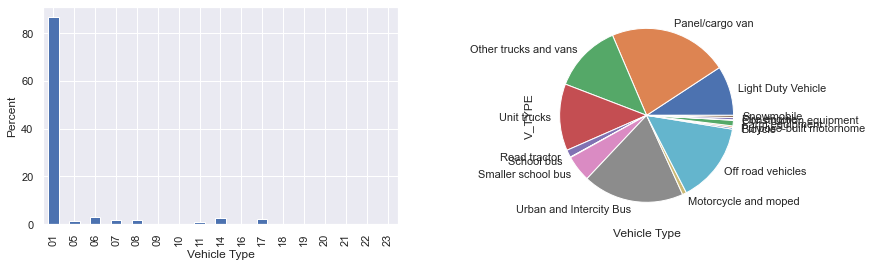 80
60
40
20
0
Percent
01
05
06
07
08
09
10
11
14
16
17
18
19
20
21
22
23
Vehicle Type
Panel/cargo van
Other trucks and vans
Light Duty Vehicle
V_TYPE
Unit trucks
Snowmobile
Road tractor
School bus
Smaller school bus
Bicycle
Off road vehicles
Motorcycle and moped
Urban and Intercity Bus
Vehicle Type